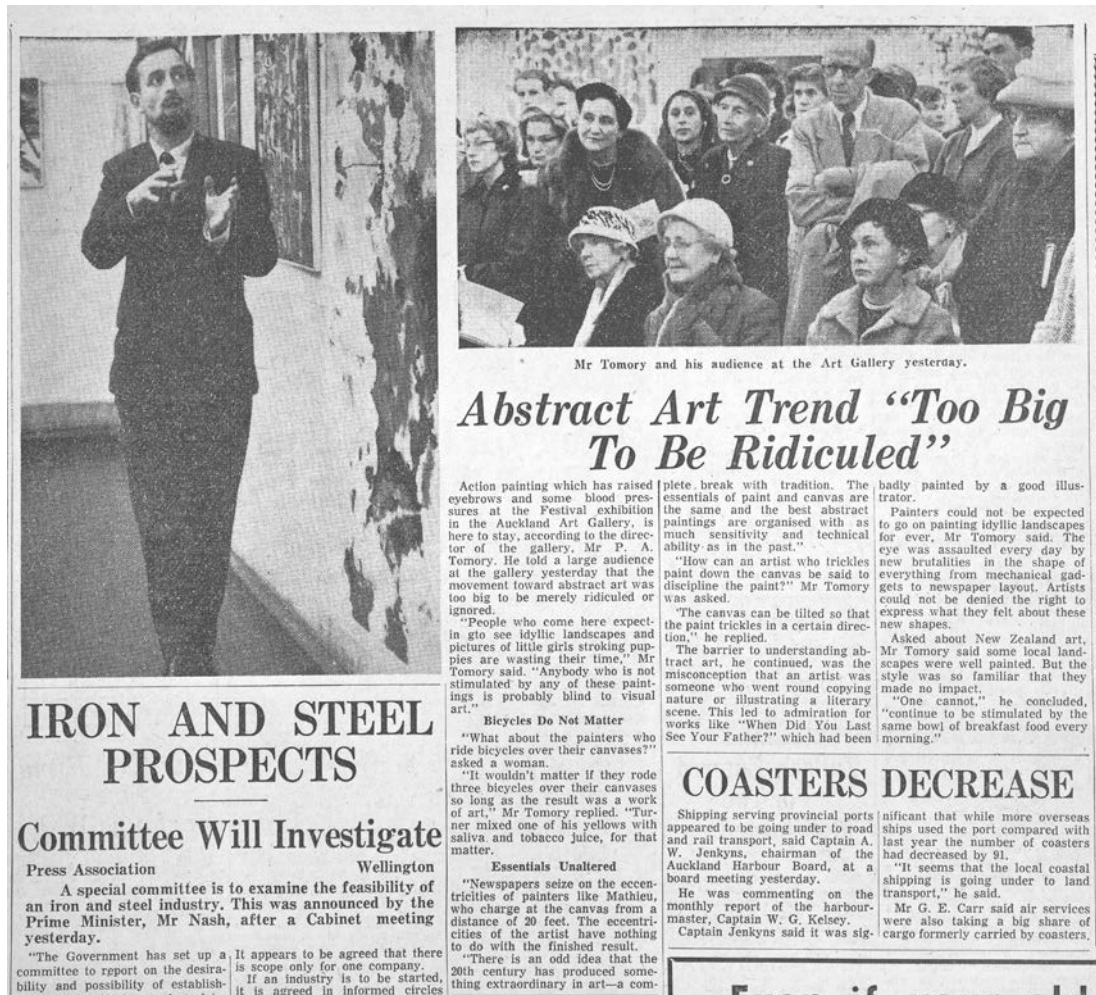 Mr Tomory and his audience at the Art Gallery yesterday.
Abstract Art Trend “Too Big
To Be Ridiculed”
Action painting which has raised
eyebrows and some blood pres-
sures at the Festival exhibition
in the Auckland Art Gallery, is
here to stay, according to the direc-
tor of the gallery, Mr P. A.
Tomory. He told a large audience
at the gallery yesterday that the
movement toward abstract art was
too big to be merely ridiculed or
ignored.
“People who come here expect-
in gto see idyllic landscapes and
pictures of little girls stroking pup-
pies are wasting their time,” Mr
Tomory said. “Anybody who is not
stimulated by any of these paint-
ings is probably blind to visual
art.”
Bicycles Do Not Matter
“What about the painters who
ride bicycles over their canvases?”
asked a woman.
“It wouldn’t matter if they rode
three bicycles over their canvases
so long as the result was a work
of art,” Mr Tomory replied. “Tur-
ner mixed one of his yellows with
saliva and tobacco juice, for that
matter.
Essentials Unaltered
“Newspapers seize on the eccen-
tricities of painters like Mathieu,
who charge at the canvas from a
distance of 20 feet. The eccentri-
cities of the artist have nothing
to do with the finished result.
“There is an odd idea that the
20th century has produced some-
thing extraordinary in art—a com-
plete break with tradition. The
essentials of paint and canvas are
the same and the best abstract
paintings are organised with as
much sensitivity and technical
ability as in the past.”
“How can an artist who trickles
paint down the canvas be said to
discipline the paint?” Mr Tomory
was asked.
“The canvas can be tilted so that
the paint trickles in a certain direc-
tion,” he replied.
The barrier to understanding ab-
tract art, he continued, was the
misconception that an artist was
someone who went round copying
nature or illustrating a literary
scene. This led to admiration for
works like “When Did You Last
See Your Father?” which had been
badly painted by a good illus-
trator.
Painters could not be expected
to go on painting idyllic landscapes
for ever, Mr Tomory said. The
eye was assaulted every day by
new brutalities in the shape of
everything from mechanical gad-
gets to newspaper layout. Artists
could not be denied the right to
express what they felt about these
new shapes.
Asked about New Zealand art,
Mr Tomory said some local land-
scapes were well painted. But the
style was so familiar that they
made no impact.
“One cannot,” he concluded,
“continue to be stimulated by the
same bowl of breakfast food every
morning.”
IRON AND STEEL
PROSPECTS
Committee Will Investigate
Press Association Wellington
A special committee is to examine the feasibility of
an iron and steel industry. This was announced by the
Prime Minister, Mr Nash, after a Cabinet meeting
yesterday.
“The Government has set up a
committee to report on the desira-
bility and possibility of establish-
It appears to be agreed that there
is scope only for one company.
If an industry is to be started,
it is agreed in informed circles
COASTERS DECREASE
Shipping serving provincial ports
appeared to be going under to road
and rail transport, said Captain A.
W. Jenkyns, chairman of the
Auckland Harbour Board, at a
board meeting yesterday.
He was commenting on the
monthly report of the harbour-
master, Captain W. G. Kelsey.
Captain Jenkyns said it was sig-
nificant that while more overseas
ships used the port compared with
last year the number of coasters
had decreased by 91.
“It seems that the local coastal
shipping is going under to land
transport,” he said.
Mr G. E. Carr said air services
were also taking a big share of
cargo formerly carried by coasters.